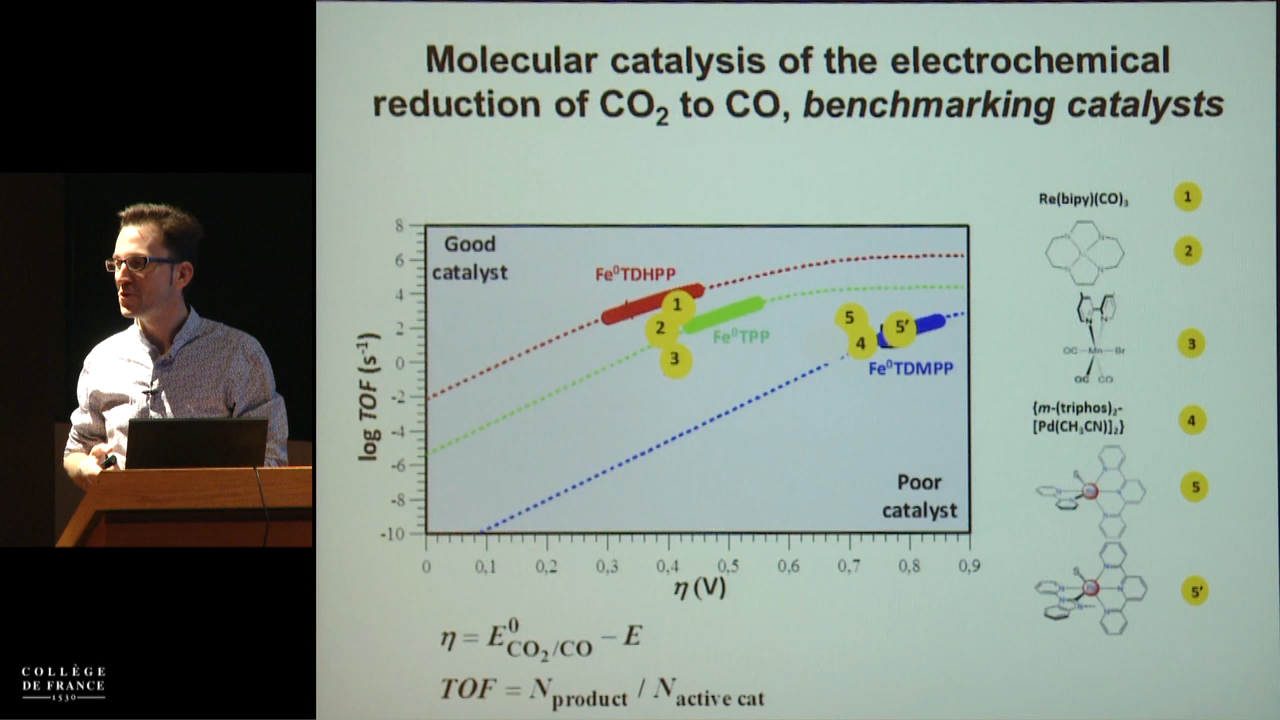 Molecular catalysis of the electrochemical
reduction of CO₂ to CO, benchmarking catalysts
Good
catalyst
Fe⁰TDHPP
Fe⁰TPP
Fe⁰TDMPP
Poor
catalyst
1
2
3
5
4
5'
log TOF (s⁻¹)
8
6
4
2
0
-2
-4
-6
-8
-10
0 0,1 0,2 0,3 0,4 0,5 0,6 0,7 0,8 0,9
η (V)
η = E⁰CO₂/CO − E
TOF = Nproduct / Nactive cat
Re(bipy)(CO)₃ 1
2
OC Mn Br
OC CO
3
{m-(triphos)₂-
[Pd(CH₃CN)]₂}
4
5
5'
COLLÈGE
DE FRANCE
1530